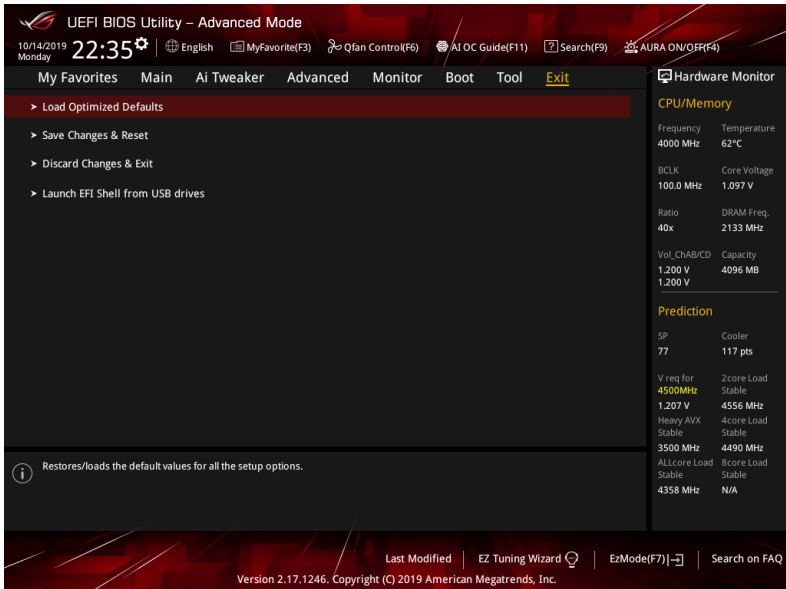 UEFI BIOS Utility – Advanced Mode
10/14/2019
Monday
22:35
English
MyFavorite(F3)
Qfan Control(F6)
AI OC Guide(F11)
Search(F9)
AURA ON/OFF(F4)
My Favorites
Main
Ai Tweaker
Advanced
Monitor
Boot
Tool
Exit
Load Optimized Defaults
Save Changes & Reset
Discard Changes & Exit
Launch EFI Shell from USB drives
Restores/loads the default values for all the setup options.
Hardware Monitor
CPU/Memory
Frequency Temperature
4000 MHz 62°C
BCLK Core Voltage
100.0 MHz 1.097 V
Ratio DRAM Freq.
40x 2133 MHz
Vol_ChAB/CD Capacity
1.200 V 4096 MB
1.200 V
Prediction
SP Cooler
77 117 pts
V req for 2core Load
4500MHz Stable
1.207 V 4556 MHz
Heavy AVX 4core Load
Stable Stable
3500 MHz 4490 MHz
ALLcore Load 8core Load
Stable Stable
4358 MHz N/A
Last Modified
EZ Tuning Wizard
EzMode(F7)
Search on FAQ
Version 2.17.1246. Copyright (C) 2019 American Megatrends, Inc.